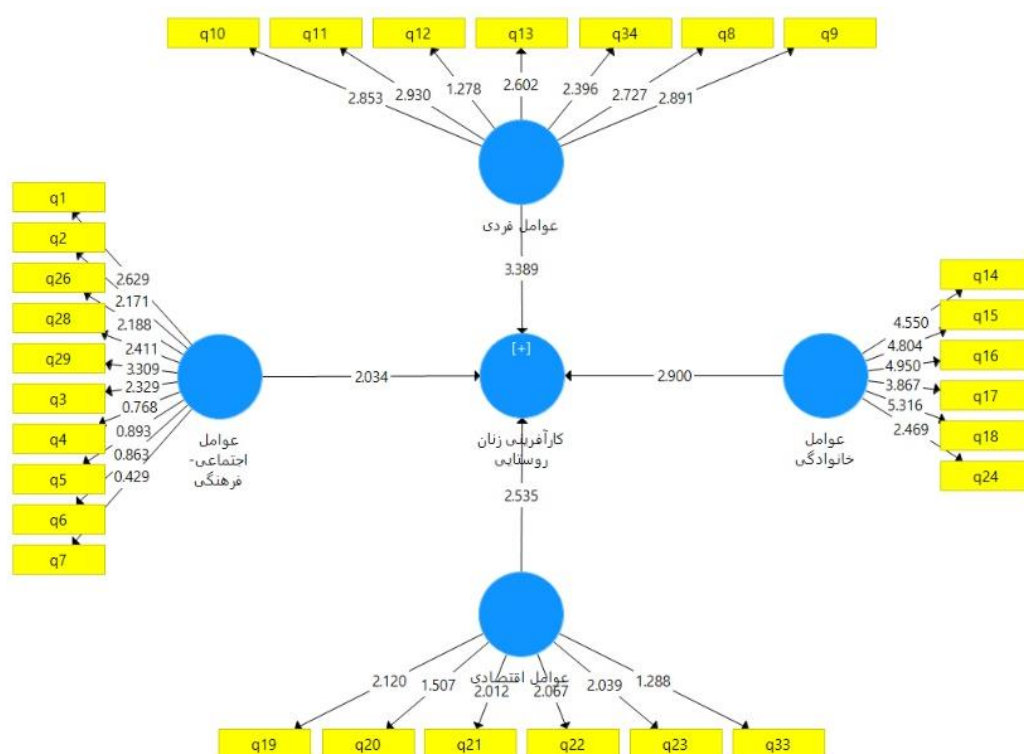 q10 q11 q12 q13 q34 q8 q9
2.853 2.930 1.278 2.602 2.396 2.727 2.891
عوامل فردی
3.389
q1
q2
q26
q28
q29
q3
q4
q5
q6
q7
2.629
2.171
2.188
2.411
3.309
2.329
0.768
0.893
0.863
0.429
عوامل
اجتماعی-
فرهنگی
2.034
[+]
کارآفرینی زنان
روستایی
2.900
q14
q15
q16
q17
q18
q24
4.550
4.804
4.950
3.867
5.316
2.469
عوامل
خانوادگی
2.535
عوامل اقتصادی
2.120 1.507 2.012 2.067 2.039 1.288
q19 q20 q21 q22 q23 q33